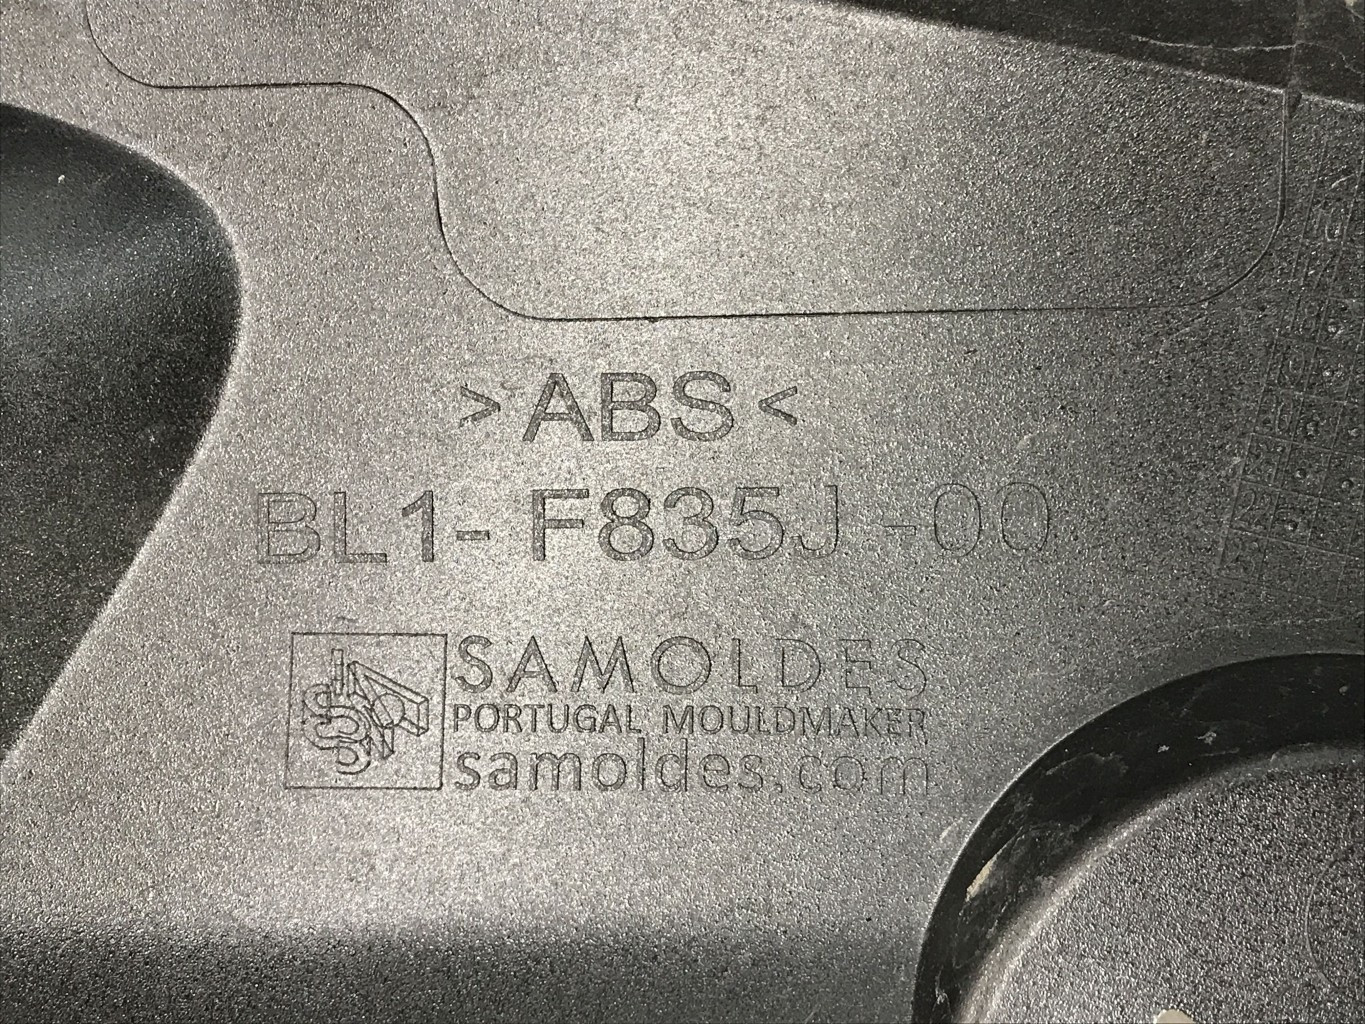 >ABS<
BL1-F835J-00
SAMOLDES
PORTUGAL MOULDMAKER
samoldes.com